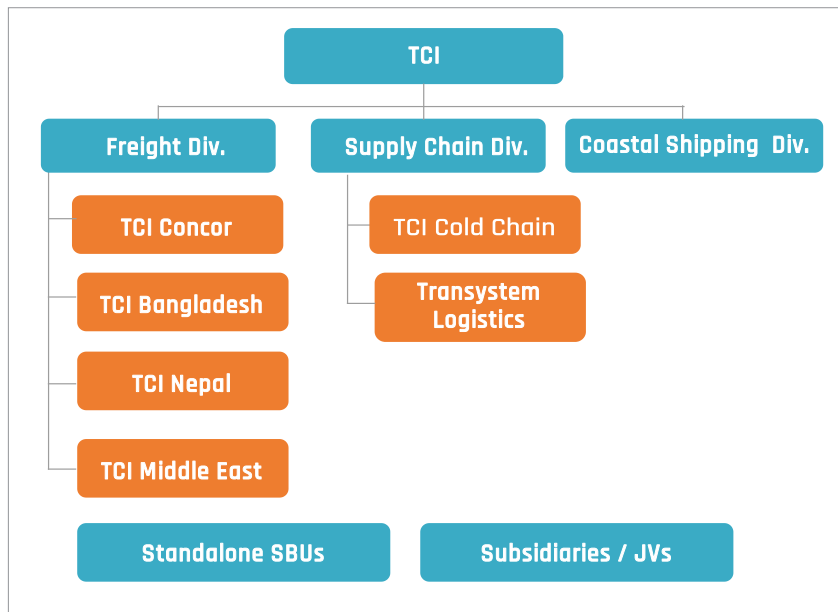 TCI
Freight Div.
Supply Chain Div.
Coastal Shipping Div.
TCI Concor
TCI Bangladesh
TCI Nepal
TCI Middle East
TCI Cold Chain
Transystem
Logistics
Standalone SBUs
Subsidiaries / JVs